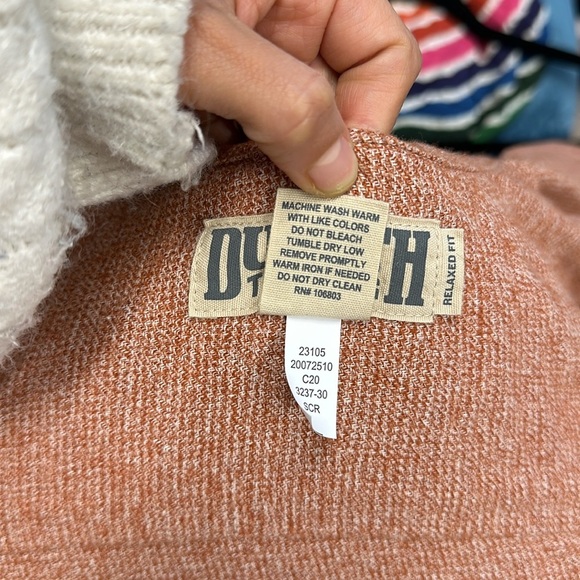 MACHINE WASH WARM
WITH LIKE COLORS
DO NOT BLEACH
TUMBLE DRY LOW
REMOVE PROMPTLY
WARM IRON IF NEEDED
DO NOT DRY CLEAN
RN# 106803
RELAXED FIT
23105
20072510
C20
3237-30
SCR